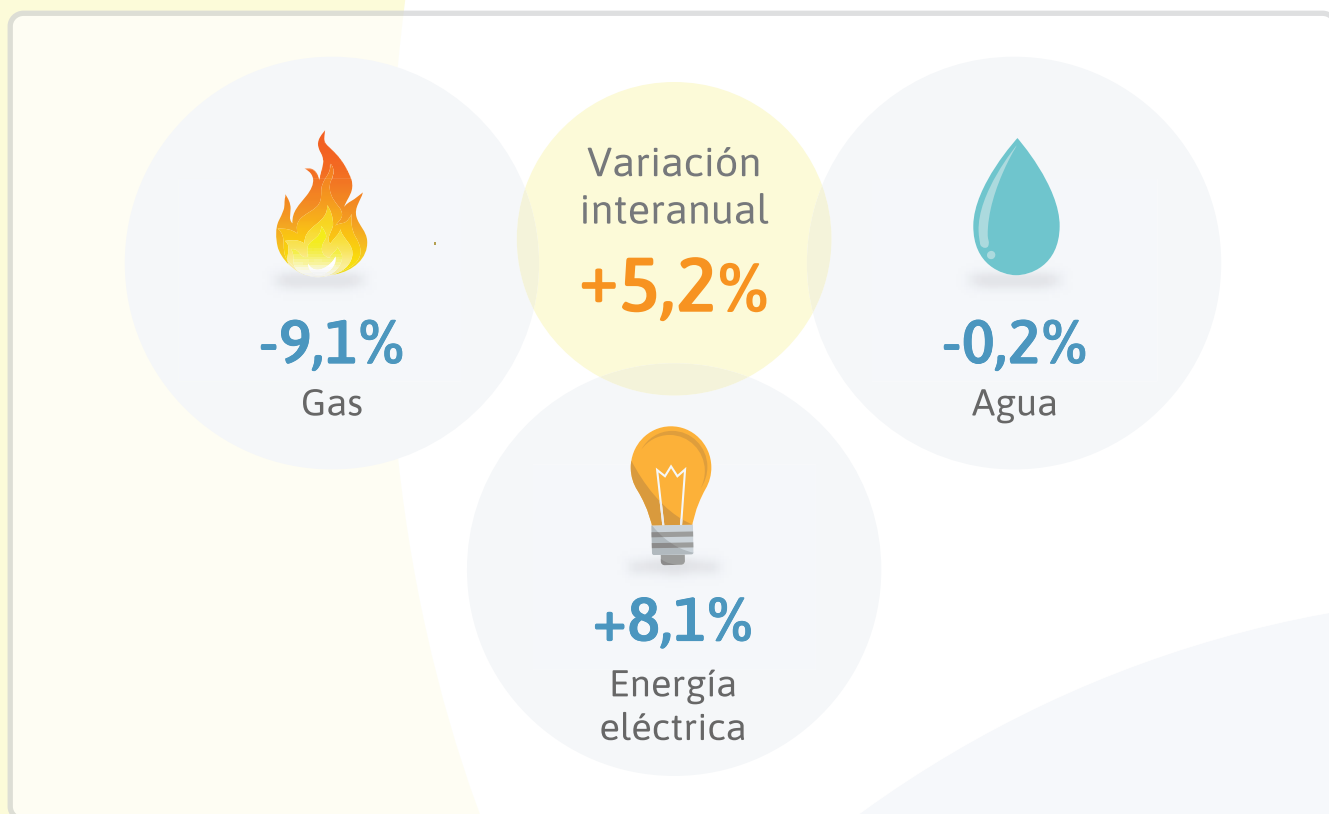 Variación
interanual
+5,2%
-9,1%
Gas
-0,2%
Agua
+8,1%
Energía
eléctrica